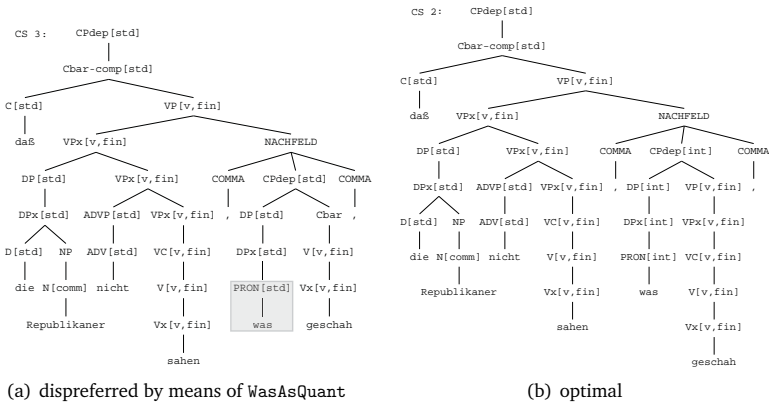 CS 3: CPdep[std]
Cbar-comp[std]
C[std] VP[v,fin]
daß VPx[v,fin] NACHFELD
DP[std] VPx[v,fin] COMMA CPdep[std] COMMA
DPx[std] ADVP[std] VPx[v,fin] , DP[std] Cbar ,
D[std] NP ADV[std] VC[v,fin] DPx[std] V[v,fin]
die N[comm] nicht V[v,fin] PRON[std] Vx[v,fin]
Republikaner Vx[v,fin] was geschah
sahen
(a) dispreferred by means of WasAsQuant
CS 2: CPdep[std]
Cbar-comp[std]
C[std] VP[v,fin]
daß VPx[v,fin] NACHFELD
DP[std] VPx[v,fin] COMMA CPdep[int] COMMA
DPx[std] ADVP[std] VPx[v,fin] , DP[int] VP[v,fin] ,
D[std] NP ADV[std] VC[v,fin] DPx[int] VPx[v,fin]
die N[comm] nicht V[v,fin] PRON[int] VC[v,fin]
Republikaner Vx[v,fin] was V[v,fin]
sahen Vx[v,fin]
geschah
(b) optimal